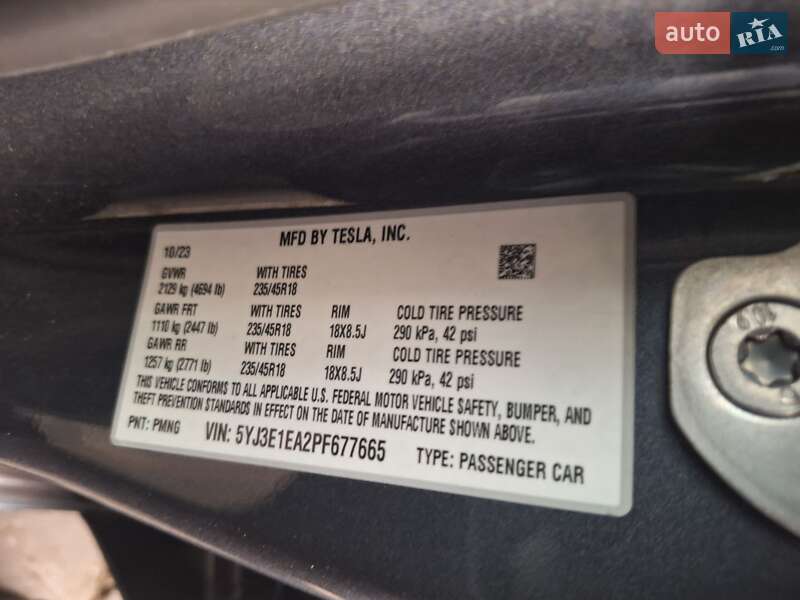 auto RIA .com
MFD BY TESLA, INC.
10/23
GVWR WITH TIRES
2129 kg (4694 lb) 235/45R18
GAWR FRT WITH TIRES RIM COLD TIRE PRESSURE
1110 kg (2447 lb) 235/45R18 18X8.5J 290 kPa, 42 psi
GAWR RR WITH TIRES RIM COLD TIRE PRESSURE
1257 kg (2771 lb) 235/45R18 18X8.5J 290 kPa, 42 psi
THIS VEHICLE CONFORMS TO ALL APPLICABLE U.S. FEDERAL MOTOR VEHICLE SAFETY, BUMPER, AND
THEFT PREVENTION STANDARDS IN EFFECT ON THE DATE OF MANUFACTURE SHOWN ABOVE.
PNT: PMNG VIN: 5YJ3E1EA2PF677665 TYPE: PASSENGER CAR